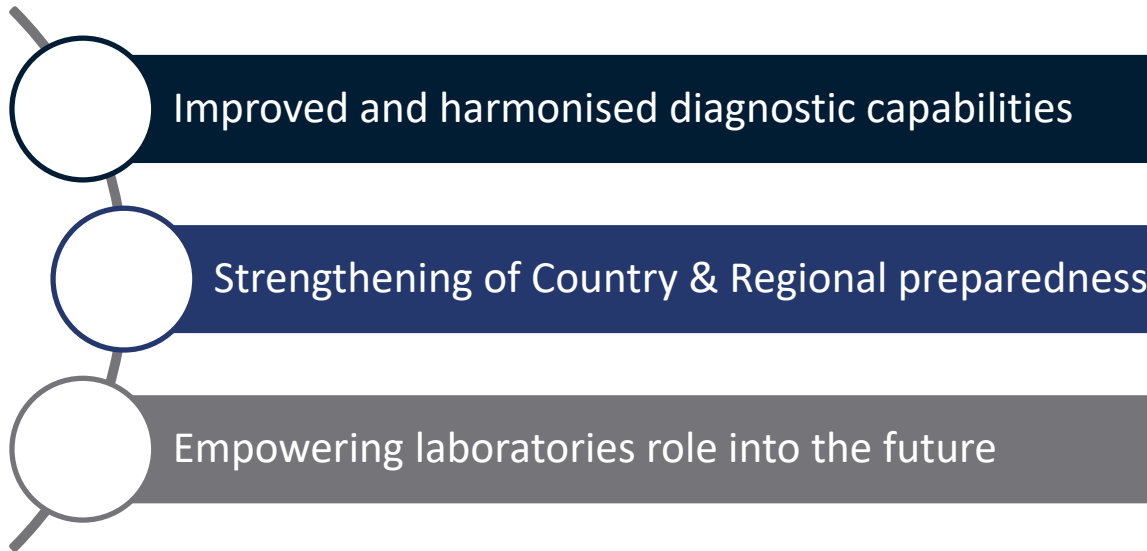 Improved and harmonised diagnostic capabilities
Strengthening of Country & Regional preparedness
Empowering laboratories role into the future